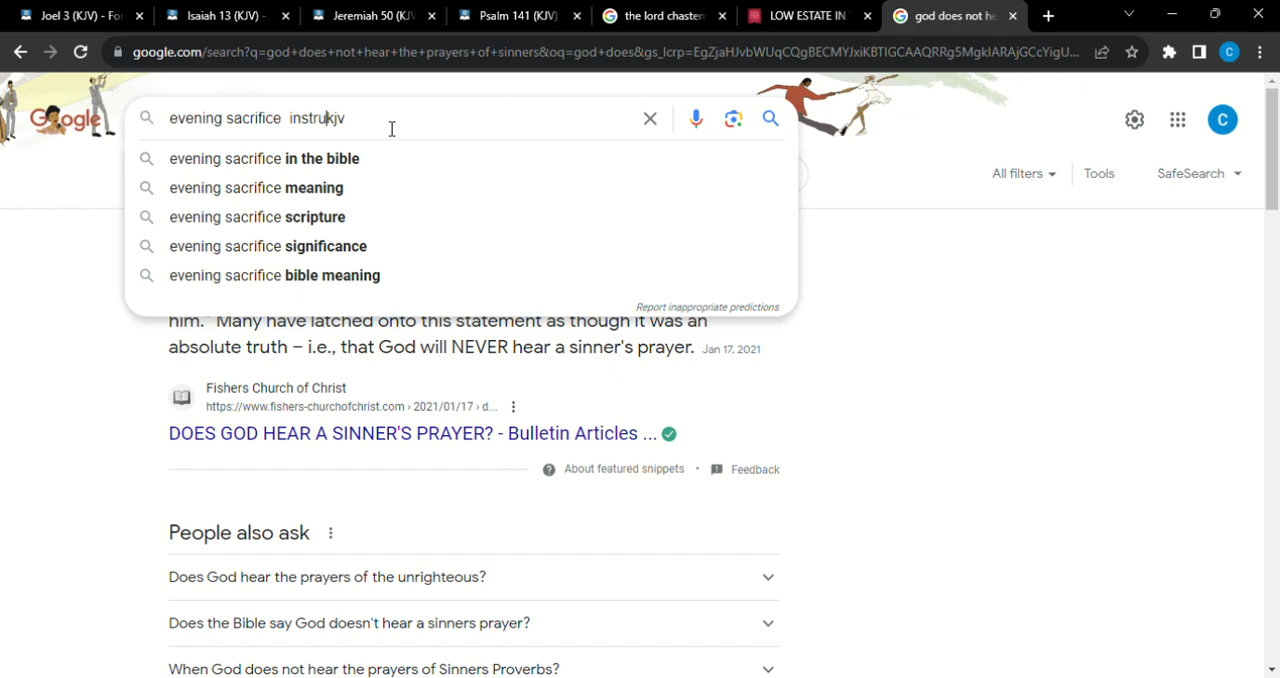 Joel 3 (KJV) - Fo
Isaiah 13 (KJV) -
Jeremiah 50 (KJV
Psalm 141 (KJV)
the lord chasten
LOW ESTATE IN
god does not he
google.com/search?q=god+does+not+hear+the+prayers+of+sinners&oq=god+does&gs_lcrp=EgZjaHJvbWUqCQgBECMYJxiKBTIGCAAQRRg5MgkIARAjGCcYigU...
C
Google
evening sacrifice instrukjv
C
evening sacrifice in the bible
evening sacrifice meaning
evening sacrifice scripture
evening sacrifice significance
evening sacrifice bible meaning
Report inappropriate predictions
All filters
Tools
SafeSearch
him." Many have latched onto this statement as though it was an
absolute truth – i.e., that God will NEVER hear a sinner's prayer. Jan 17, 2021
Fishers Church of Christ
https://www.fishers-churchofchrist.com › 2021/01/17 › d...
DOES GOD HEAR A SINNER'S PRAYER? - Bulletin Articles ...
About featured snippets • Feedback
People also ask
Does God hear the prayers of the unrighteous?
Does the Bible say God doesn't hear a sinners prayer?
When God does not hear the prayers of Sinners Proverbs?